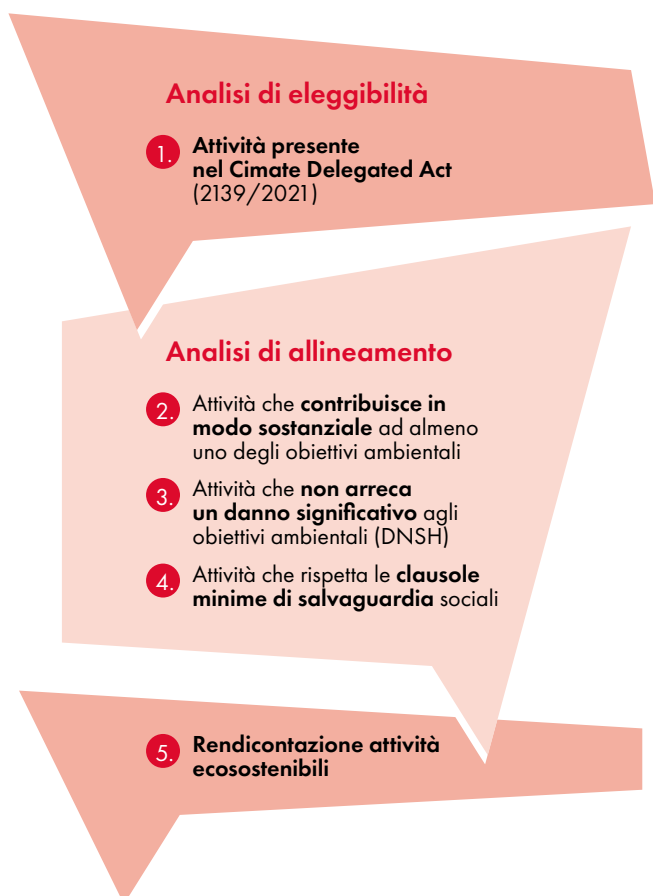 Analisi di eleggibilità
1. Attività presente
nel Cimate Delegated Act
(2139/2021)
Analisi di allineamento
2. Attività che contribuisce in
modo sostanziale ad almeno
uno degli obiettivi ambientali
3. Attività che non arreca
un danno significativo agli
obiettivi ambientali (DNSH)
4. Attività che rispetta le clausole
minime di salvaguardia sociali
5. Rendicontazione attività
ecosostenibili